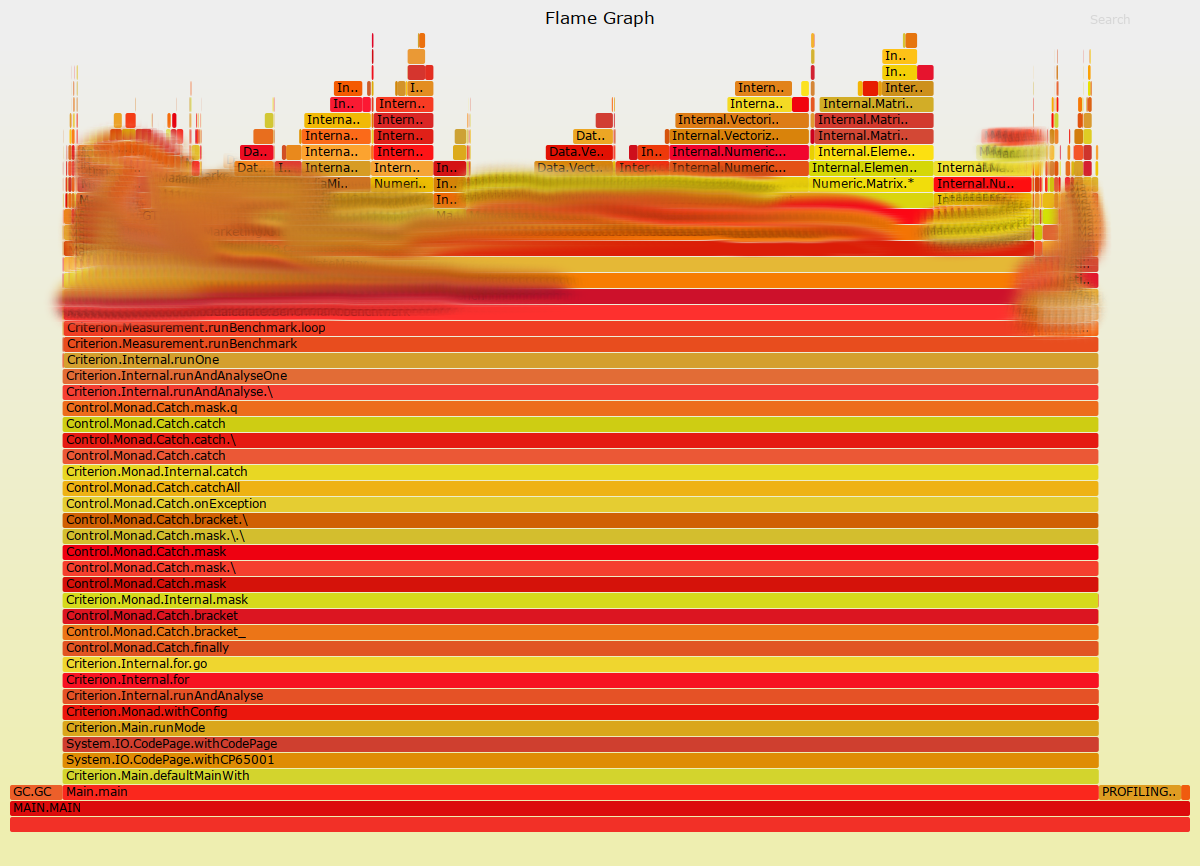 Flame Graph
Search
In..
In..
In.. I.. Intern.. Inter..
In.. Intern.. Interna.. Internal.Matri..
Interna.. Intern.. Internal.Vectori.. Internal.Matri..
Interna.. Intern.. Dat.. Internal.Vectoriz.. Internal.Matri..
Da.. Interna.. Intern.. Data.Ve.. In.. Internal.Numeric... Internal.Eleme..
Dat.. I.. Interna.. Intern.. In.. Data.Vect.. Inter.. Internal.Numeric... Internal.Elemen..
Numeri.. In.. Numeric.Matrix.* Internal.Nu..
In..
Criterion.Measurement.runBenchmark.loop
Criterion.Measurement.runBenchmark
Criterion.Internal.runOne
Criterion.Internal.runAndAnalyseOne
Criterion.Internal.runAndAnalyse.\
Control.Monad.Catch.mask.q
Control.Monad.Catch.catch
Control.Monad.Catch.catch.\
Control.Monad.Catch.catch
Criterion.Monad.Internal.catch
Control.Monad.Catch.catchAll
Control.Monad.Catch.onException
Control.Monad.Catch.bracket.\
Control.Monad.Catch.mask.\.\
Control.Monad.Catch.mask
Control.Monad.Catch.mask.\
Control.Monad.Catch.mask
Criterion.Monad.Internal.mask
Control.Monad.Catch.bracket
Control.Monad.Catch.bracket_
Control.Monad.Catch.finally
Criterion.Internal.for.go
Criterion.Internal.for
Criterion.Internal.runAndAnalyse
Criterion.Monad.withConfig
Criterion.Main.runMode
System.IO.CodePage.withCodePage
System.IO.CodePage.withCP65001
Criterion.Main.defaultMainWith
GC.GC Main.main PROFILING..
MAIN.MAIN